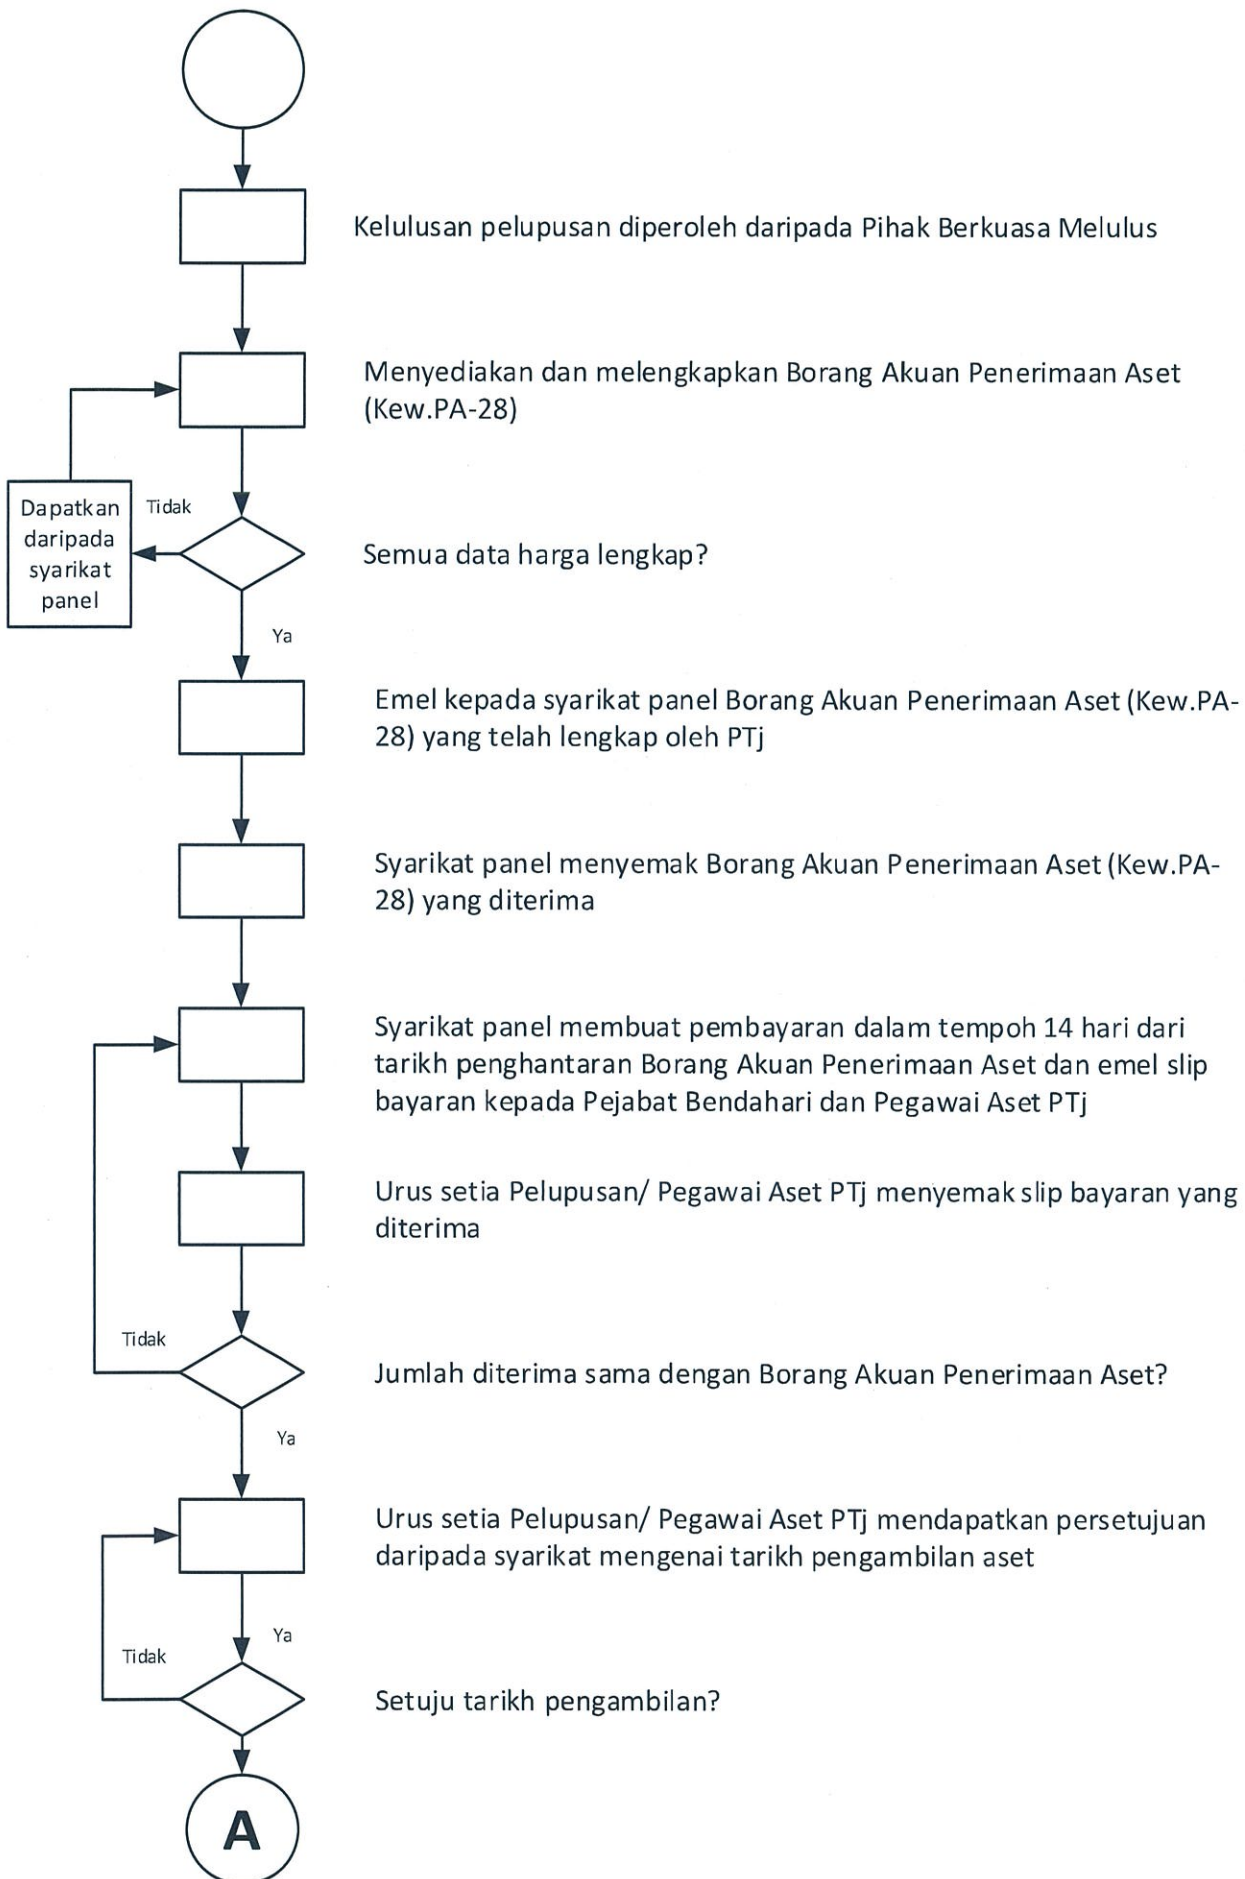 Kelulusan pelupusan diperoleh daripada Pihak Berkuasa Melulus
Menyediakan dan melengkapkan Borang Akuan Penerimaan Aset
(Kew.PA-28)
Dapatkan
daripada
syarikat
panel
Tidak
Semua data harga lengkap?
Ya
Emel kepada syarikat panel Borang Akuan Penerimaan Aset (Kew.PA-
28) yang telah lengkap oleh PTj
Syarikat panel menyemak Borang Akuan Penerimaan Aset (Kew.PA-
28) yang diterima
Syarikat panel membuat pembayaran dalam tempoh 14 hari dari
tarikh penghantaran Borang Akuan Penerimaan Aset dan emel slip
bayaran kepada Pejabat Bendahari dan Pegawai Aset PTj
Urus setia Pelupusan/ Pegawai Aset PTj menyemak slip bayaran yang
diterima
Tidak
Jumlah diterima sama dengan Borang Akuan Penerimaan Aset?
Ya
Urus setia Pelupusan/ Pegawai Aset PTj mendapatkan persetujuan
daripada syarikat mengenai tarikh pengambilan aset
Ya
Tidak
Setuju tarikh pengambilan?
A